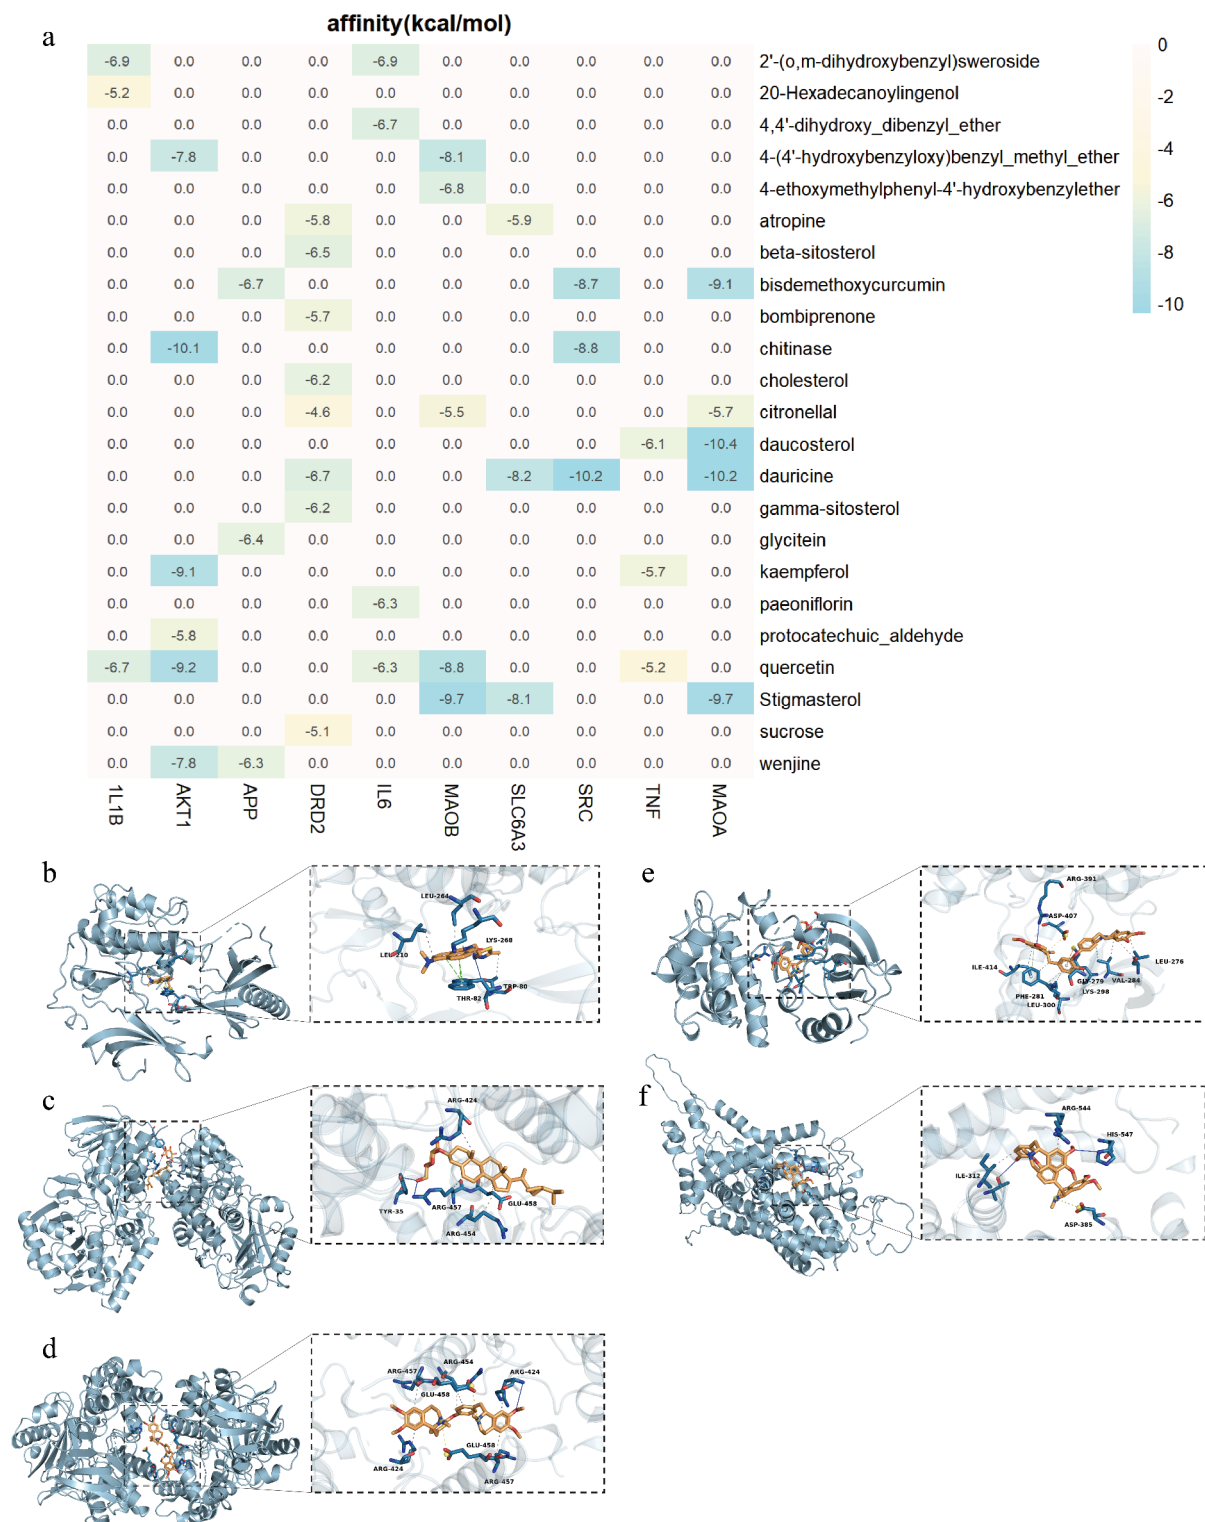 a
affinity(kcal/mol)
-6.9 0.0 0.0 0.0 -6.9 0.0 0.0 0.0 0.0 0.0 2'-(o,m-dihydroxybenzyl)sweroside
-5.2 0.0 0.0 0.0 0.0 0.0 0.0 0.0 0.0 0.0 20-Hexadecanoylingenol
0.0 0.0 0.0 0.0 -6.7 0.0 0.0 0.0 0.0 0.0 4,4'-dihydroxy_dibenzyl_ether
0.0 -7.8 0.0 0.0 0.0 -8.1 0.0 0.0 0.0 0.0 4-(4'-hydroxybenzyloxy)benzyl_methyl_ether
0.0 0.0 0.0 0.0 0.0 -6.8 0.0 0.0 0.0 0.0 4-ethoxymethylphenyl-4'-hydroxybenzylether
0.0 0.0 0.0 -5.8 0.0 0.0 -5.9 0.0 0.0 0.0 atropine
0.0 0.0 0.0 -6.5 0.0 0.0 0.0 0.0 0.0 0.0 beta-sitosterol
0.0 0.0 -6.7 0.0 0.0 0.0 0.0 -8.7 0.0 -9.1 bisdemethoxycurcumin
0.0 0.0 0.0 -5.7 0.0 0.0 0.0 0.0 0.0 0.0 bombiprenone
0.0 -10.1 0.0 0.0 0.0 0.0 0.0 -8.8 0.0 0.0 chitinase
0.0 0.0 0.0 -6.2 0.0 0.0 0.0 0.0 0.0 0.0 cholesterol
0.0 0.0 0.0 -4.6 0.0 -5.5 0.0 0.0 0.0 -5.7 citronellal
0.0 0.0 0.0 0.0 0.0 0.0 0.0 0.0 -6.1 -10.4 daucosterol
0.0 0.0 0.0 -6.7 0.0 0.0 -8.2 -10.2 0.0 -10.2 dauricine
0.0 0.0 0.0 -6.2 0.0 0.0 0.0 0.0 0.0 0.0 gamma-sitosterol
0.0 0.0 -6.4 0.0 0.0 0.0 0.0 0.0 0.0 0.0 glycitein
0.0 -9.1 0.0 0.0 0.0 0.0 0.0 0.0 -5.7 0.0 kaempferol
0.0 0.0 0.0 0.0 -6.3 0.0 0.0 0.0 0.0 0.0 paeoniflorin
0.0 -5.8 0.0 0.0 0.0 0.0 0.0 0.0 0.0 0.0 protocatechuic_aldehyde
-6.7 -9.2 0.0 0.0 -6.3 -8.8 0.0 0.0 -5.2 0.0 quercetin
0.0 0.0 0.0 0.0 0.0 -9.7 -8.1 0.0 0.0 -9.7 Stigmasterol
0.0 0.0 0.0 -5.1 0.0 0.0 0.0 0.0 0.0 0.0 sucrose
0.0 -7.8 -6.3 0.0 0.0 0.0 0.0 0.0 0.0 0.0 wenjine
1L1B AKT1 APP DRD2 IL6 MAOB SLC6A3 SRC TNF MAOA
0
-2
-4
-6
-8
-10
b
LEU-264
LYS-268
LEU-210
TRP-80
THR-82
e
ARG-391
ASP-407
LEU-276
ILE-414
GLY-279
VAL-284
LYS-298
PHE-281
LEU-300
c
ARG-424
TYR-35
ARG-457
GLU-458
ARG-454
f
ARG-544
HIS-547
ILE-312
ASP-385
d
ARG-454
ARG-457
ARG-424
GLU-458
GLU-458
ARG-424
ARG-457